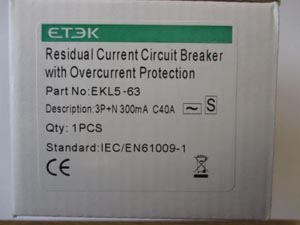 ETEK
Residual Current Circuit Breaker
with Overcurrent Protection
Part No:EKL5-63
Description:3P+N 300mA C40A ~ S
Qty: 1PCS
Standard:IEC/EN61009-1
CE